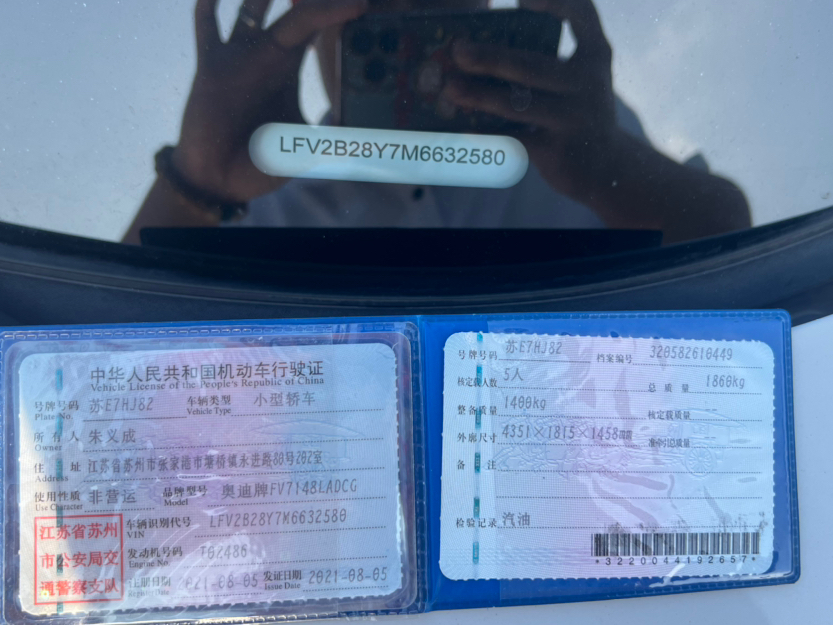 LFV2B28Y7M6632580
中华人民共和国机动车行驶证
Vehicle License of the People's Republic of China
号牌号码 苏E7HJ82 车辆类型 小型轿车
Plate No. Vehicle Type
所有人 朱义成
Owner
住址 江苏省苏州市张家港市塘桥镇永进路80号202室
Address
使用性质 非营运 品牌型号 奥迪牌FV7148LADCG
Use Character Model
江苏省苏州
市公安局交
通警察支队
车辆识别代号 LFV2B28Y7M6632580
VIN
发动机号码 T02486
Engine No.
注册日期 021-08-05 发证日期 2021-08-05
Register Date Issue Date
号牌号码 苏E7HJ82 档案编号 320582610449
核定载人数 5人 总质量 1860kg
整备质量 1400kg 核定载质量
外廓尺寸 4351×1815×1458mm 准牵引总质量
备注
检验记录 汽油
*3220044192657*